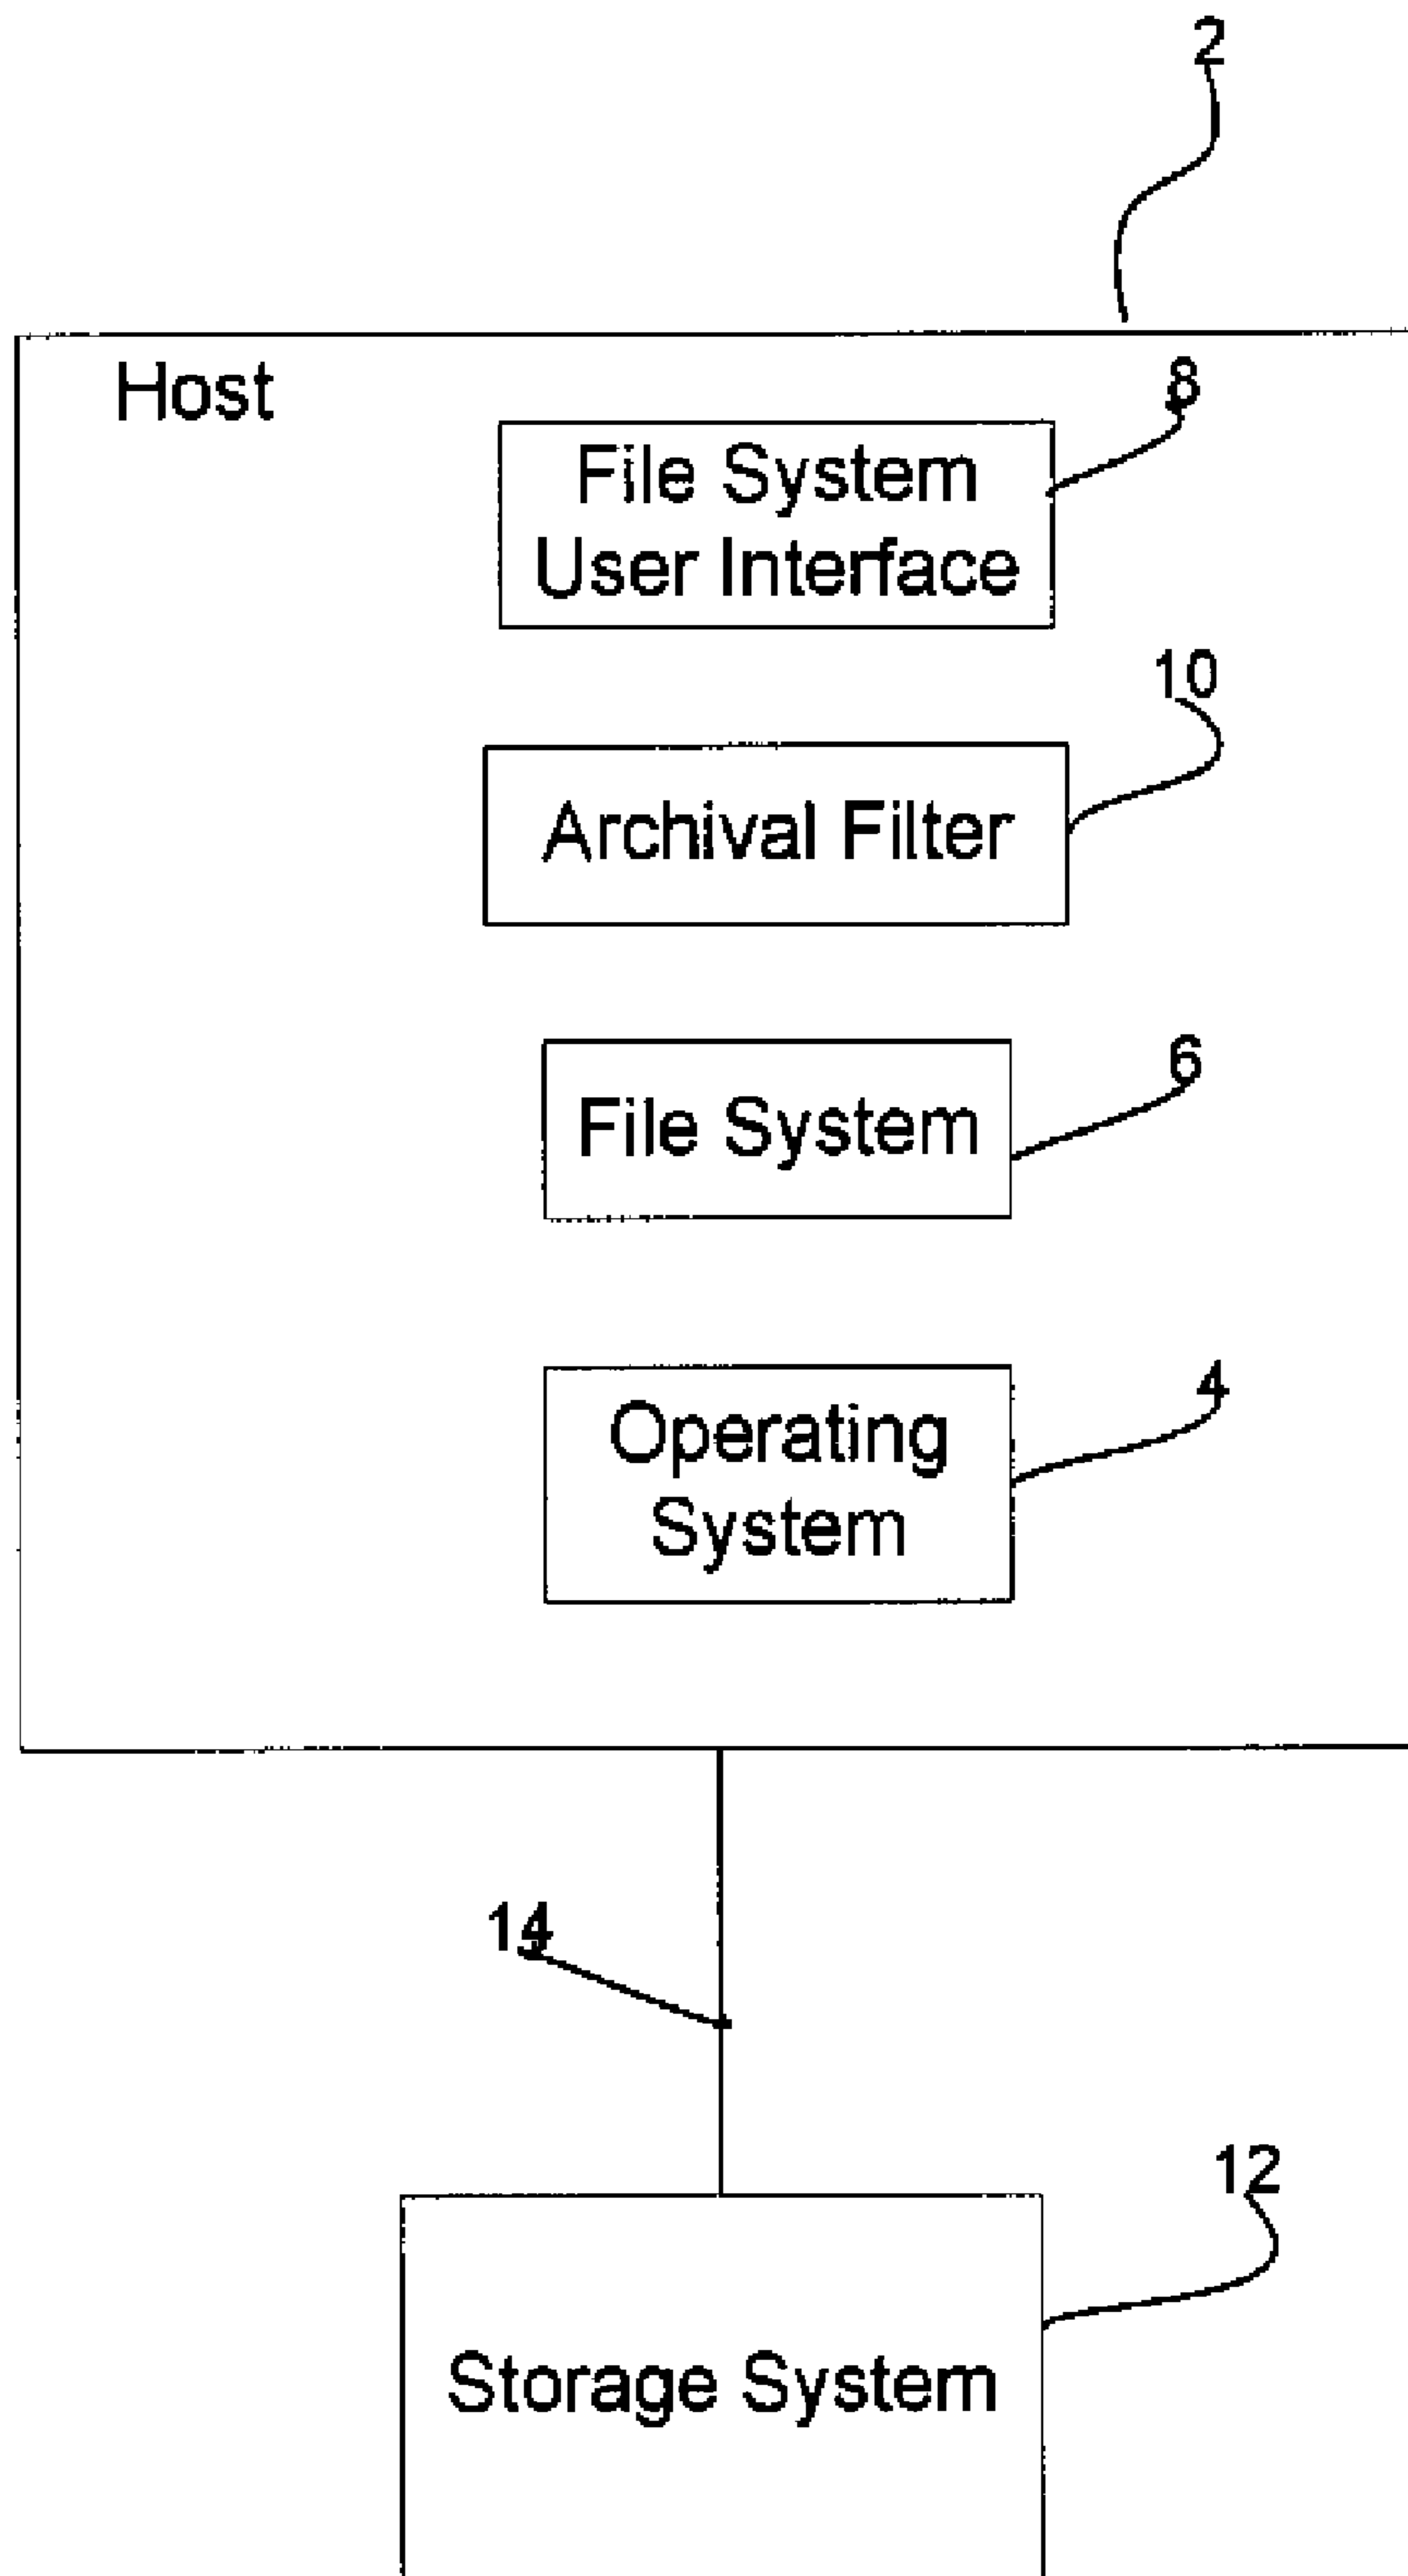 2
Host
8
File System
User Interface
10
Archival Filter
6
File System
4
Operating
System
14
12
Storage System